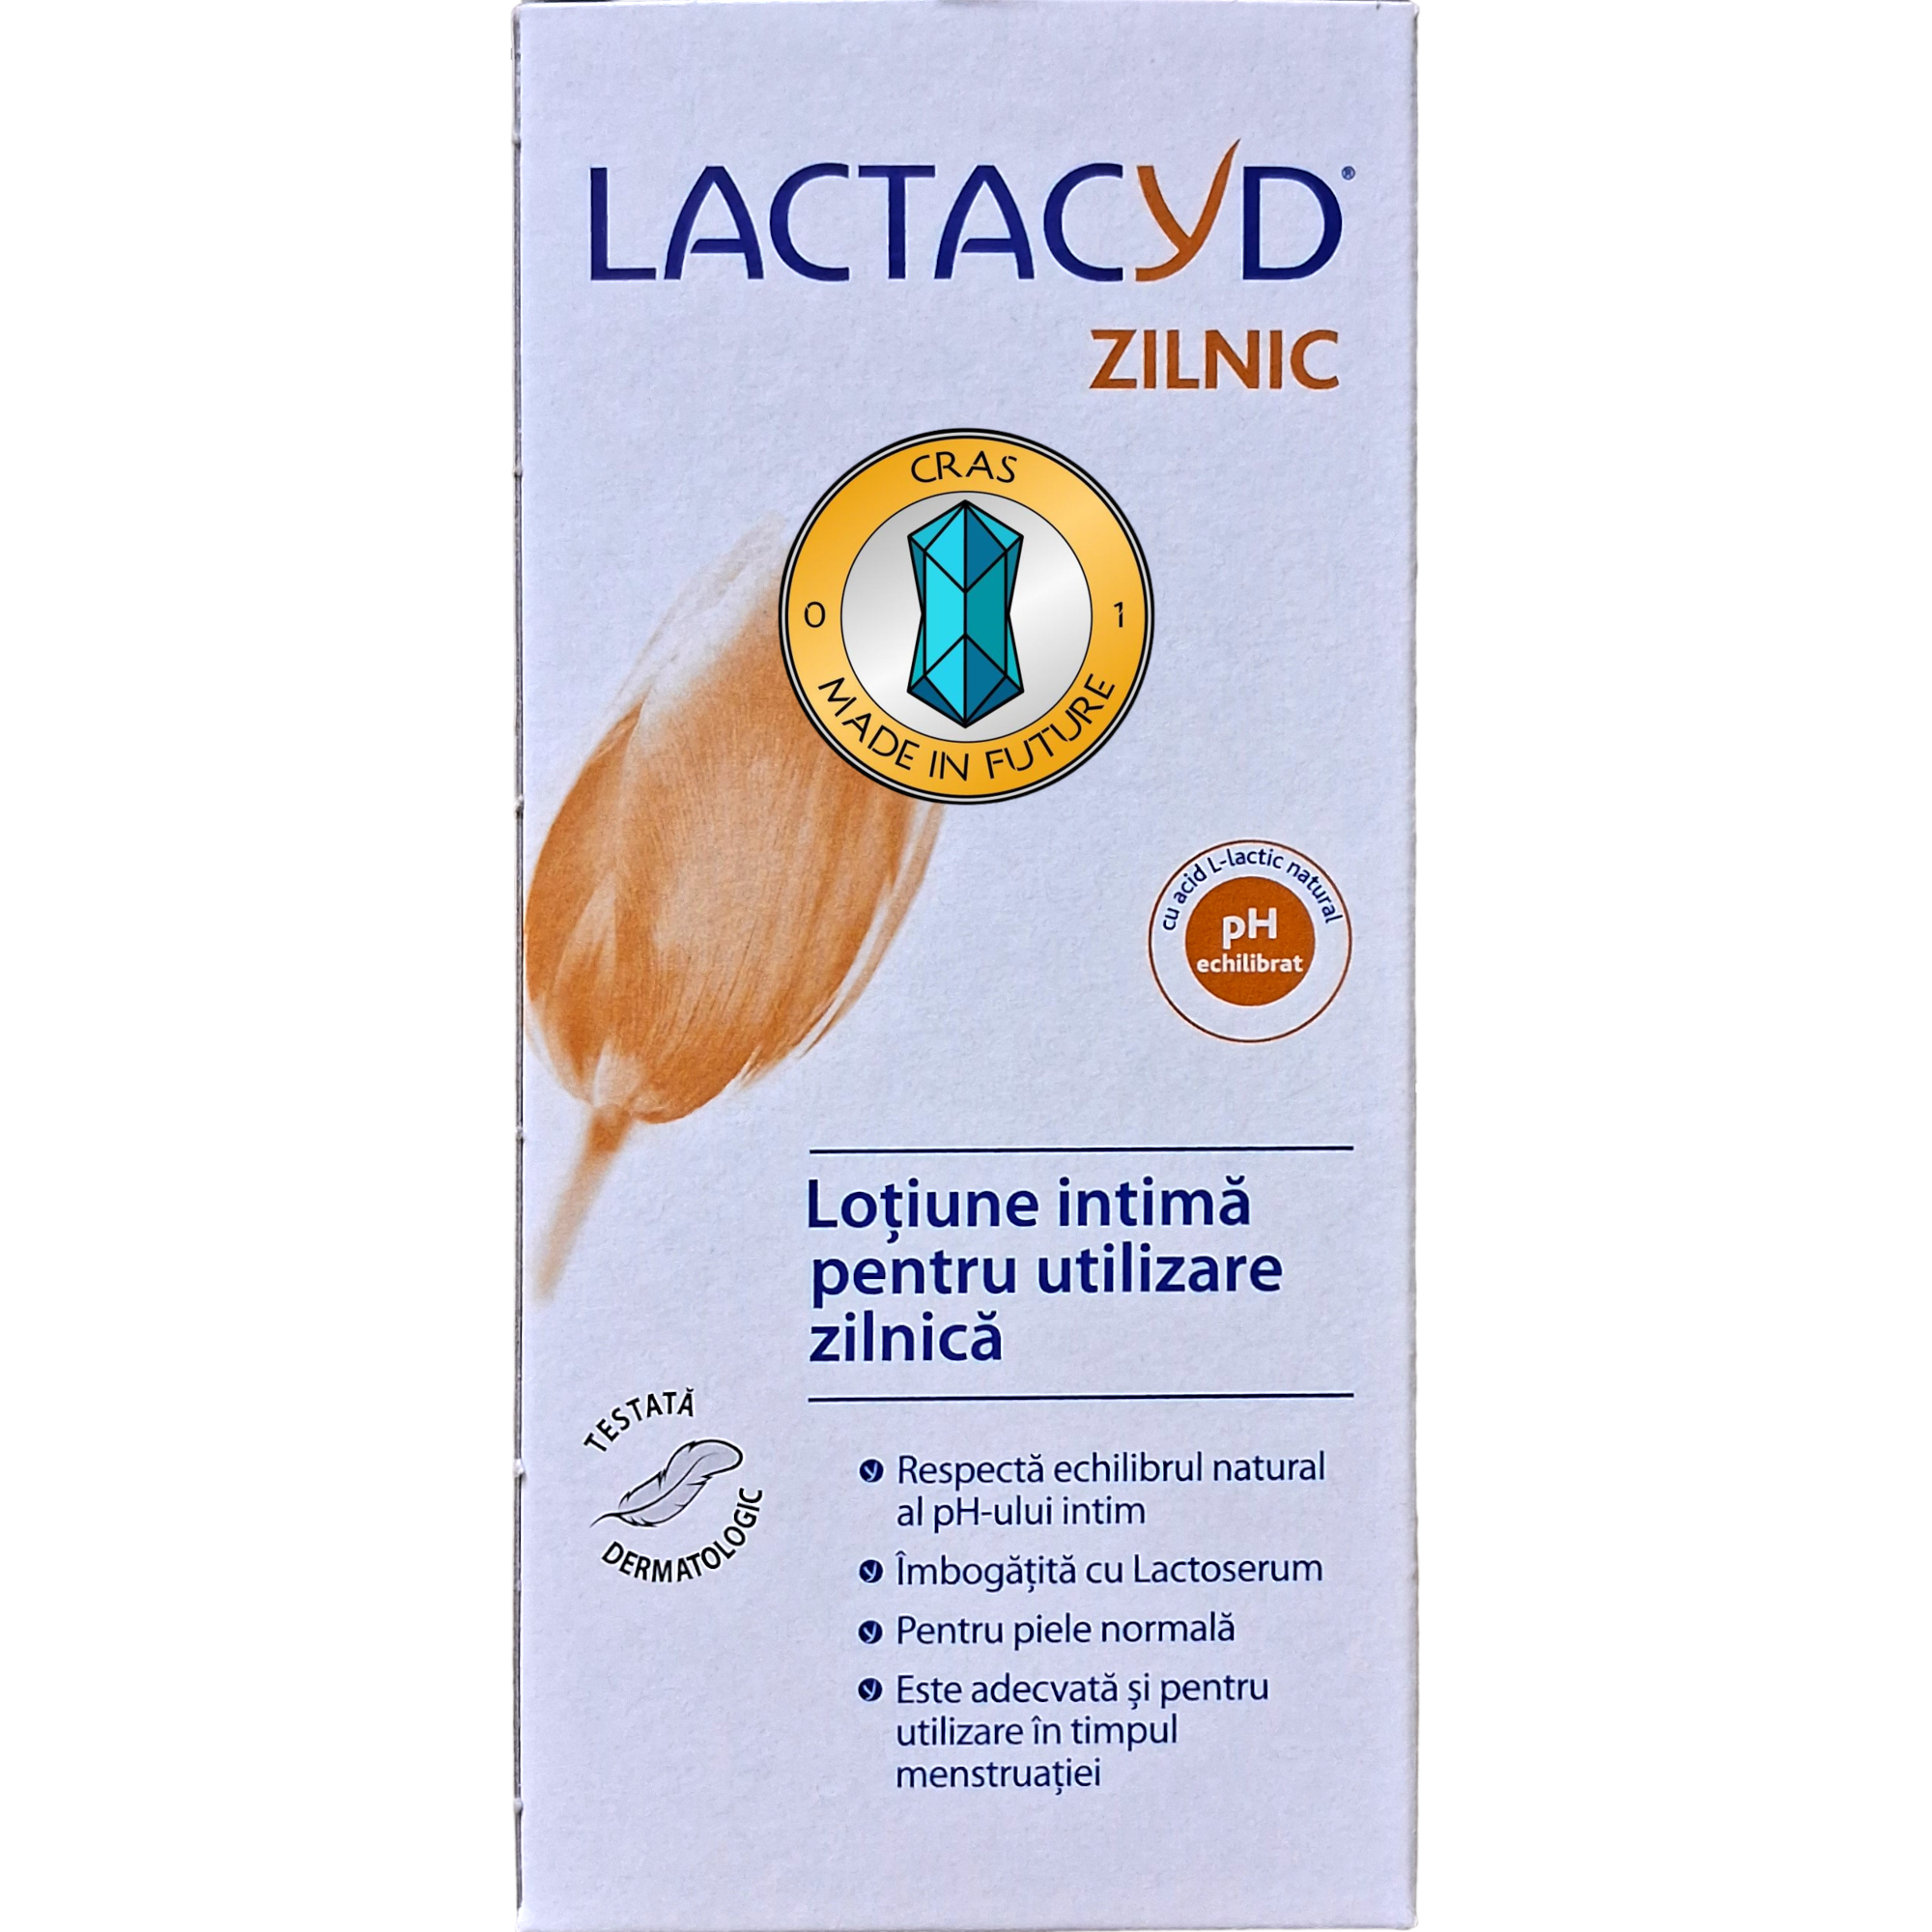 LACTACYD®
ZILNIC
CRAS
0 1
MADE IN FUTURE
cu acid L-lactic natural
pH
echilibrat
Loțiune intimă
pentru utilizare
zilnică
TESTATĂ
DERMATOLOGIC
Respectă echilibrul natural
al pH-ului intim
Îmbogățită cu Lactoserum
Pentru piele normală
Este adecvată și pentru
utilizare în timpul
menstruației